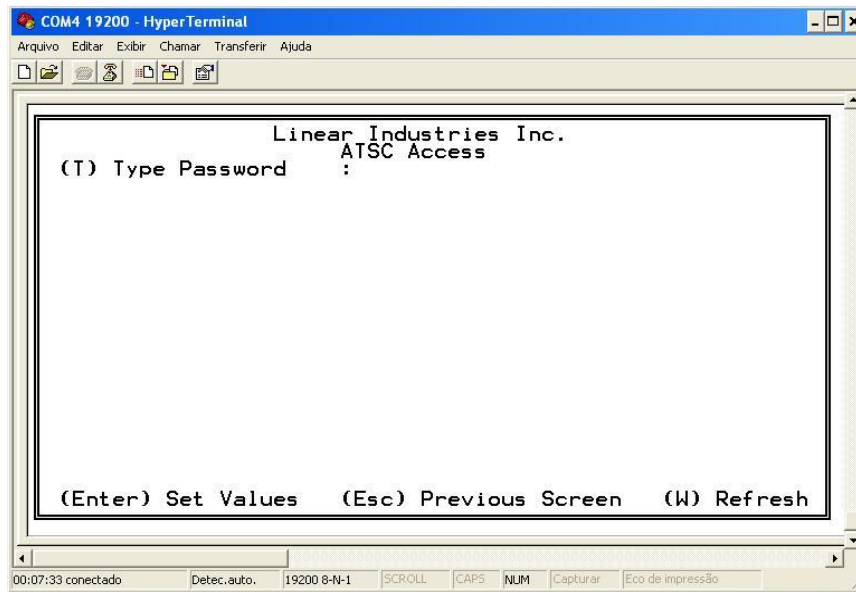 COM4 19200 - HyperTerminal
Arquivo Editar Exibir Chamar Transferir Ajuda
Linear Industries Inc.
ATSC Access
(T) Type Password :
(Enter) Set Values (Esc) Previous Screen (W) Refresh
00:07:33 conectado Detec.auto. 19200 8-N-1 SCROLL CAPS NUM Capturar Eco de impressão